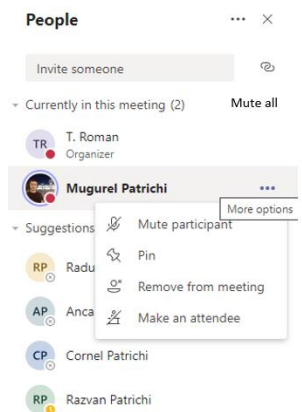 People
Invite someone
Currently in this meeting (2) Mute all
TR T. Roman
Organizer
Mugurel Patrichi
More options
Suggestions
Mute participant
Pin
Remove from meeting
Make an attendee
RP Radu
AP Anca
CP Cornel Patrichi
RP Razvan Patrichi